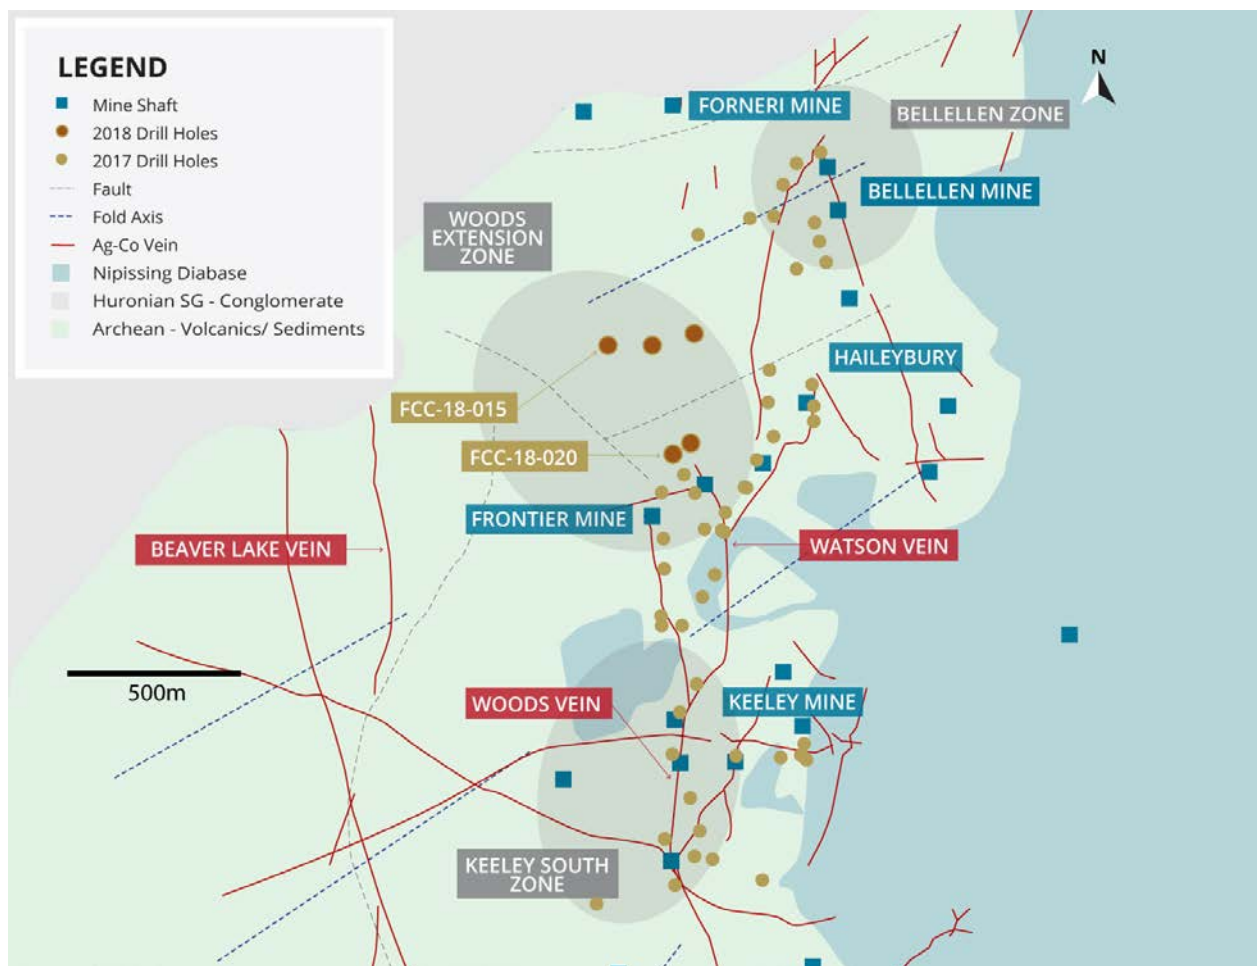 LEGEND
Mine Shaft
2018 Drill Holes
2017 Drill Holes
Fault
Fold Axis
Ag-Co Vein
Nipissing Diabase
Huronian SG - Conglomerate
Archean - Volcanics/ Sediments
N
FORNERI MINE
BELLELLEN ZONE
BELLELLEN MINE
WOODS
EXTENSION
ZONE
HAILEYBURY
FCC-18-015
FCC-18-020
FRONTIER MINE
BEAVER LAKE VEIN
WATSON VEIN
500m
WOODS VEIN
KEELEY MINE
KEELEY SOUTH
ZONE